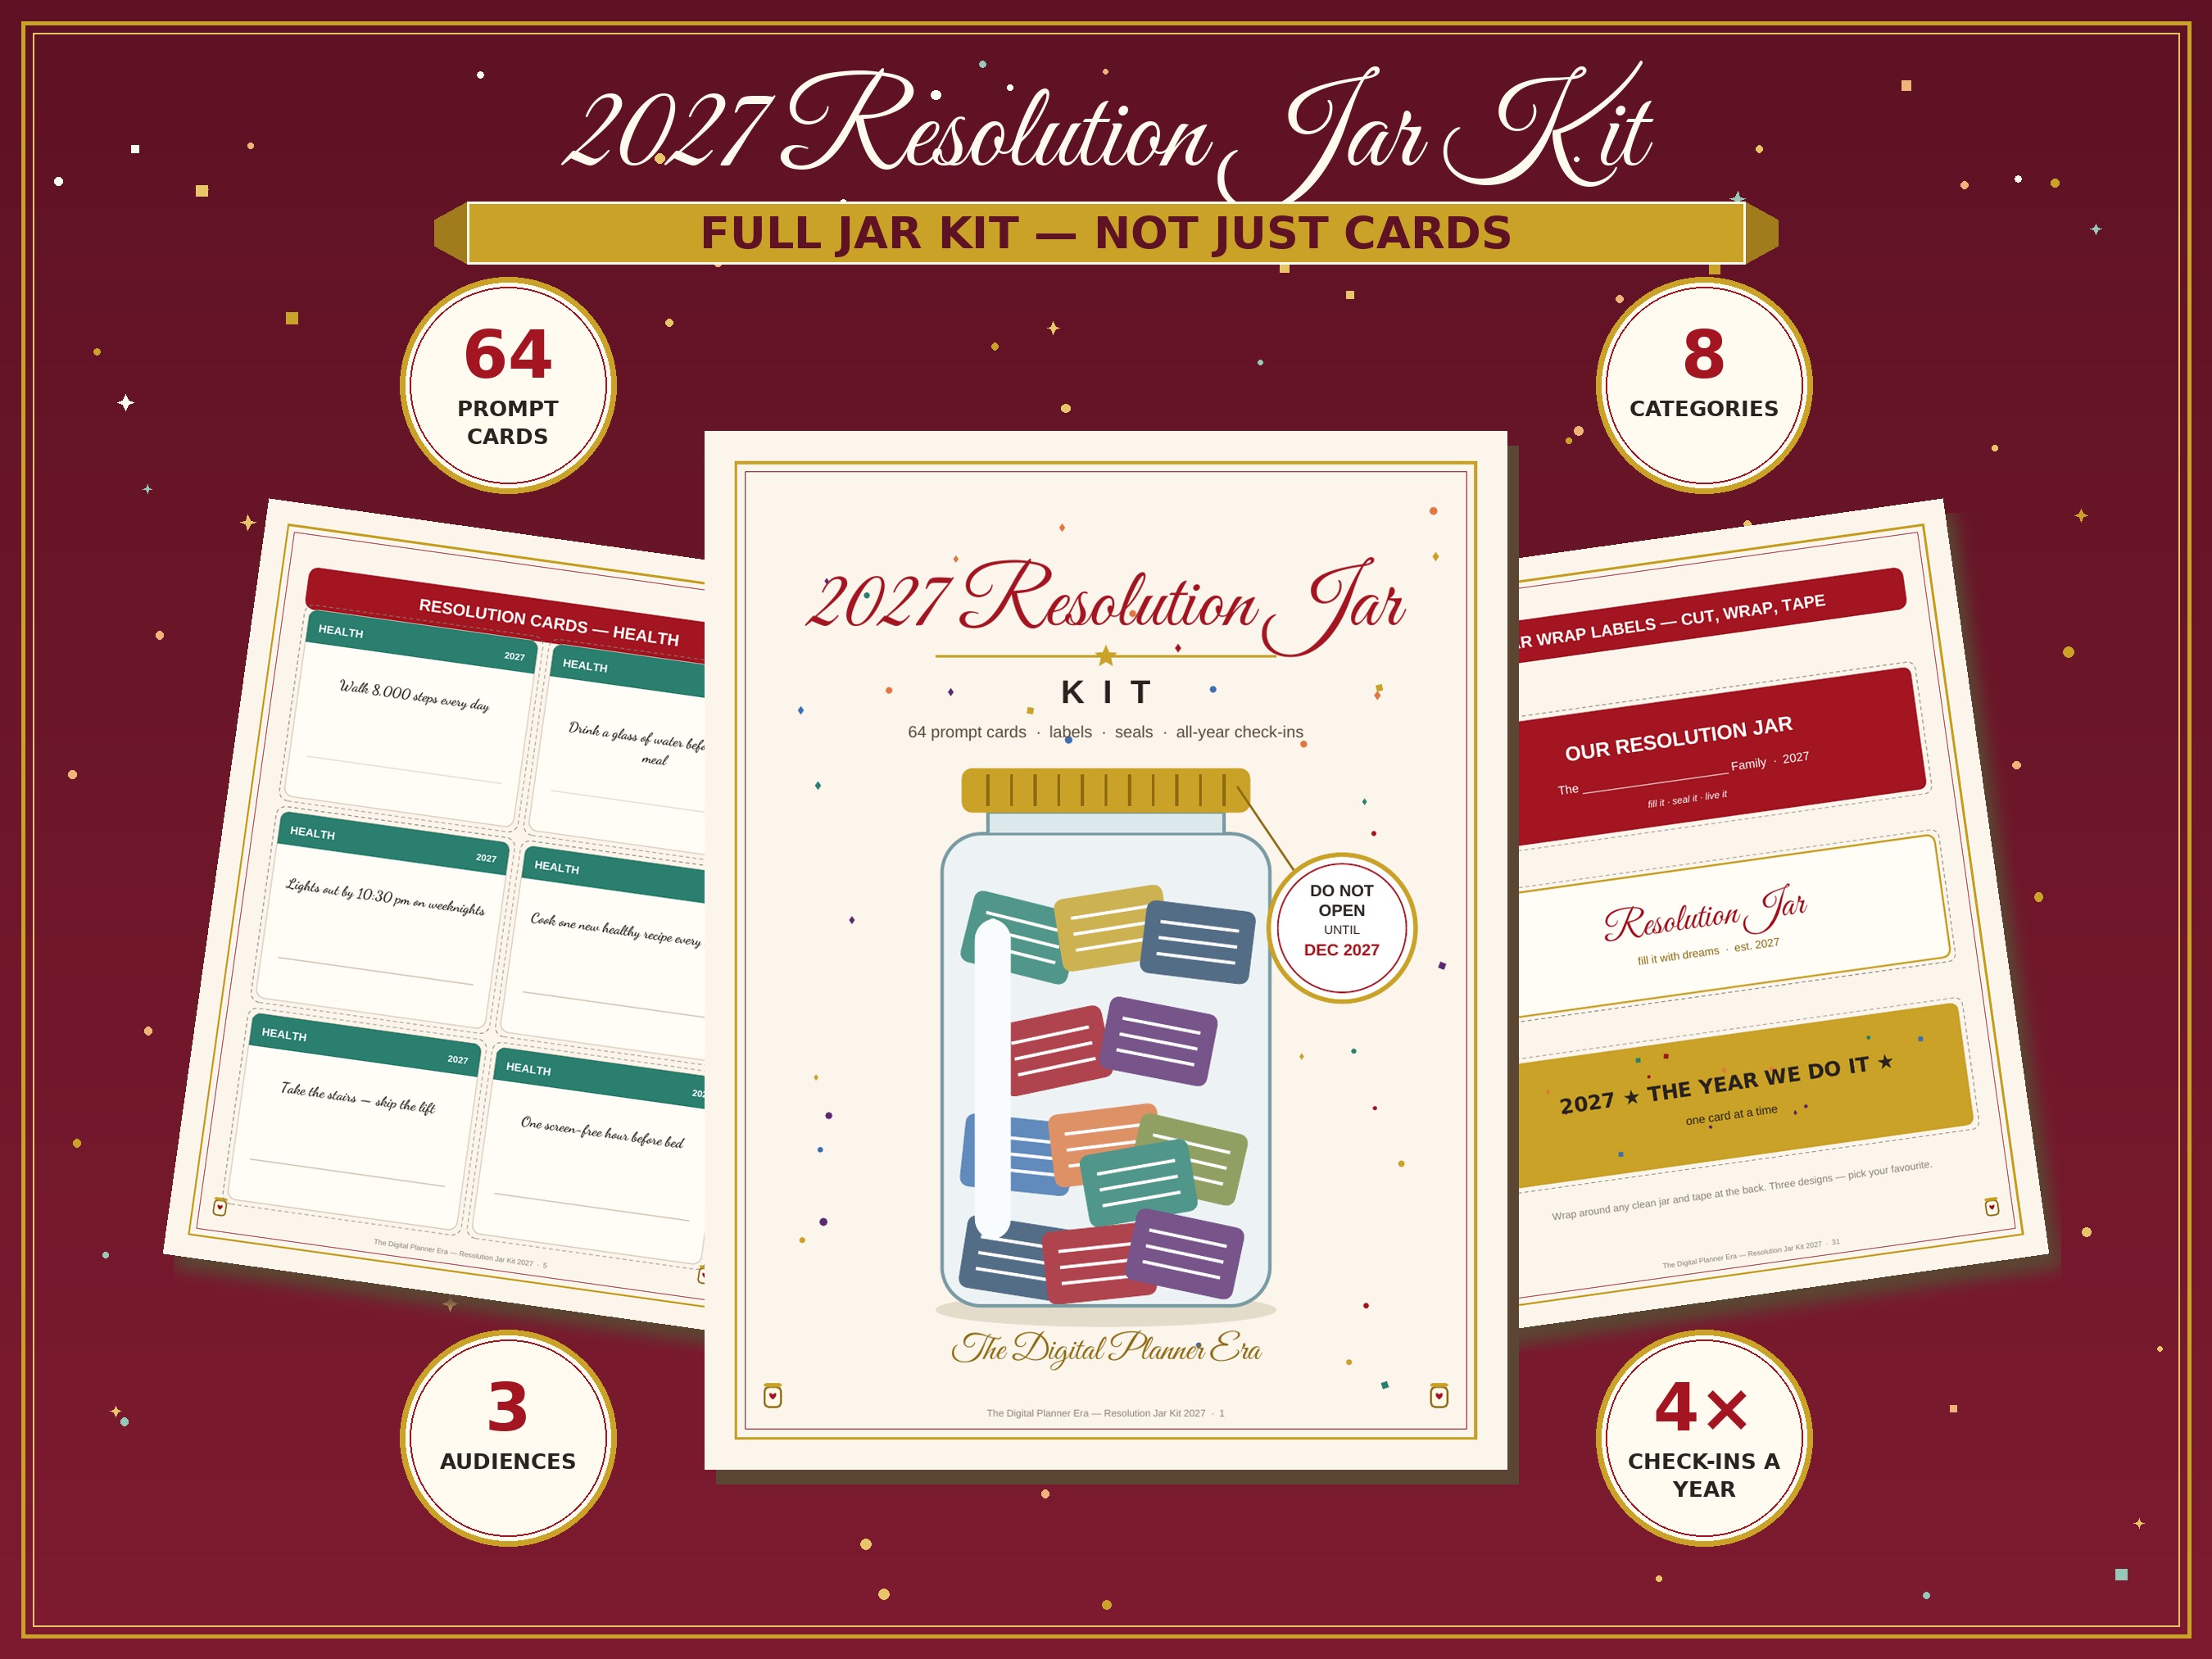 2027 Resolution Jar Kit
FULL JAR KIT — NOT JUST CARDS
64
PROMPT
CARDS
8
CATEGORIES
RESOLUTION CARDS — HEALTH
HEALTH
2027
Walk 8,000 steps every day
HEALTH
Drink a glass of water
meal
HEALTH
2027
Lights out by 10:30 pm on weeknights
HEALTH
Cook one new healthy recipe every
HEALTH
2027
Take the stairs — skip the lift
HEALTH
One screen-free hour before bed
The Digital Planner Era — Resolution Jar Kit 2027 · 5
2027 Resolution Jar
KIT
64 prompt cards · labels · seals · all-year check-ins
DO NOT
OPEN
UNTIL
DEC 2027
The Digital Planner Era
The Digital Planner Era — Resolution Jar Kit 2027 · 1
WRAP LABELS — CUT, WRAP, TAPE
OUR RESOLUTION JAR
The ____________ Family · 2027
fill it · seal it · live it
Resolution Jar
fill it with dreams · est. 2027
2027 ★ THE YEAR WE DO IT ★
one card at a time
Wrap around any clean jar and tape at the back. Three designs — pick your favourite.
The Digital Planner Era — Resolution Jar Kit 2027 · 31
3
AUDIENCES
4×
CHECK-INS A
YEAR